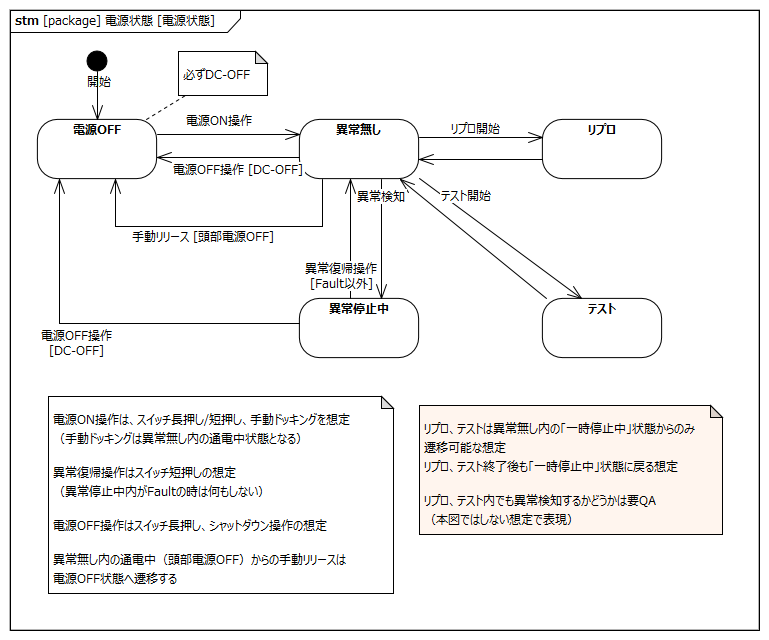 stm [package] 電源状態 [電源状態]
開始
必ずDC-OFF
電源OFF
電源ON操作
異常無し
リプロ開始
リプロ
電源OFF操作 [DC-OFF]
異常検知
テスト開始
手動リリース [頭部電源OFF]
異常復帰操作
[Fault以外]
異常停止中
テスト
電源OFF操作
[DC-OFF]
電源ON操作は、スイッチ長押し/短押し、手動ドッキングを想定
（手動ドッキングは異常無し内の通電中状態となる）
異常復帰操作はスイッチ短押しの想定
（異常停止中内がFaultの時は何もしない）
電源OFF操作はスイッチ長押し、シャットダウン操作の想定
異常無し内の通電中（頭部電源OFF）からの手動リリースは
電源OFF状態へ遷移する
リプロ、テストは異常無し内の「一時停止中」状態からのみ
遷移可能な想定
リプロ、テスト終了後も「一時停止中」状態に戻る想定
リプロ、テスト内でも異常検知するかどうかは要QA
（本図ではしない想定で表現）